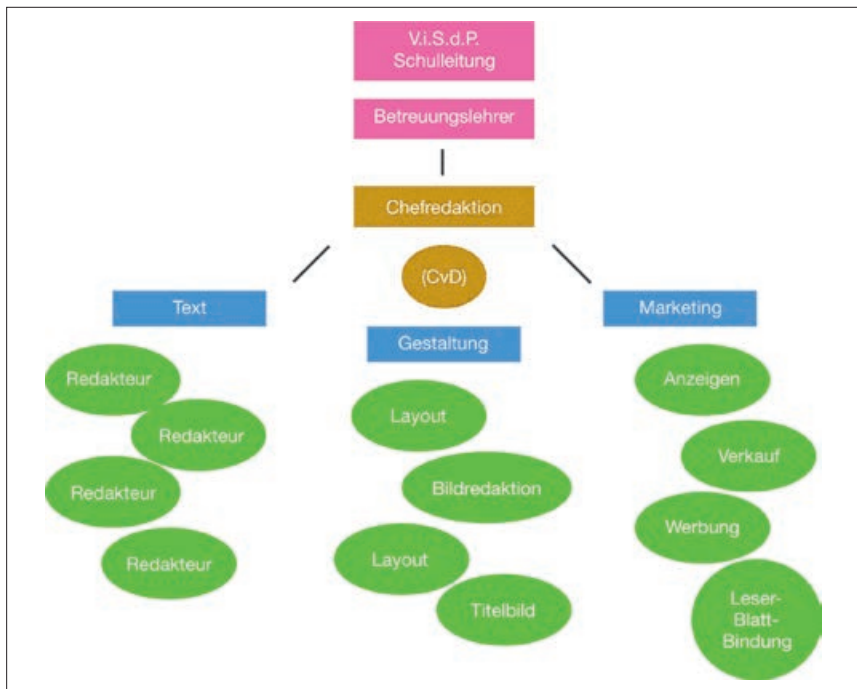 V.i.S.d.P.
Schulleitung
Betreuungslehrer
Chefredaktion
(CvD)
Text
Gestaltung
Marketing
Redakteur
Redakteur
Redakteur
Redakteur
Layout
Bildredaktion
Layout
Titelbild
Anzeigen
Verkauf
Werbung
Leser-
Blatt-
Bindung